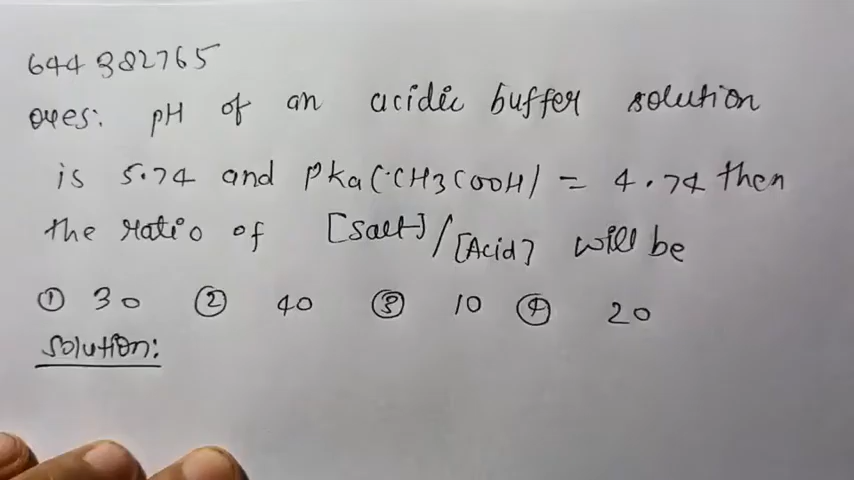 644382765
Ques: pH of an acidic buffer solution
is 5.74 and Pka(CH3COOH) = 4.74 then
the ratio of [Salt]/[Acid] will be
① 30 ② 40 ③ 10 ④ 20
Solution: